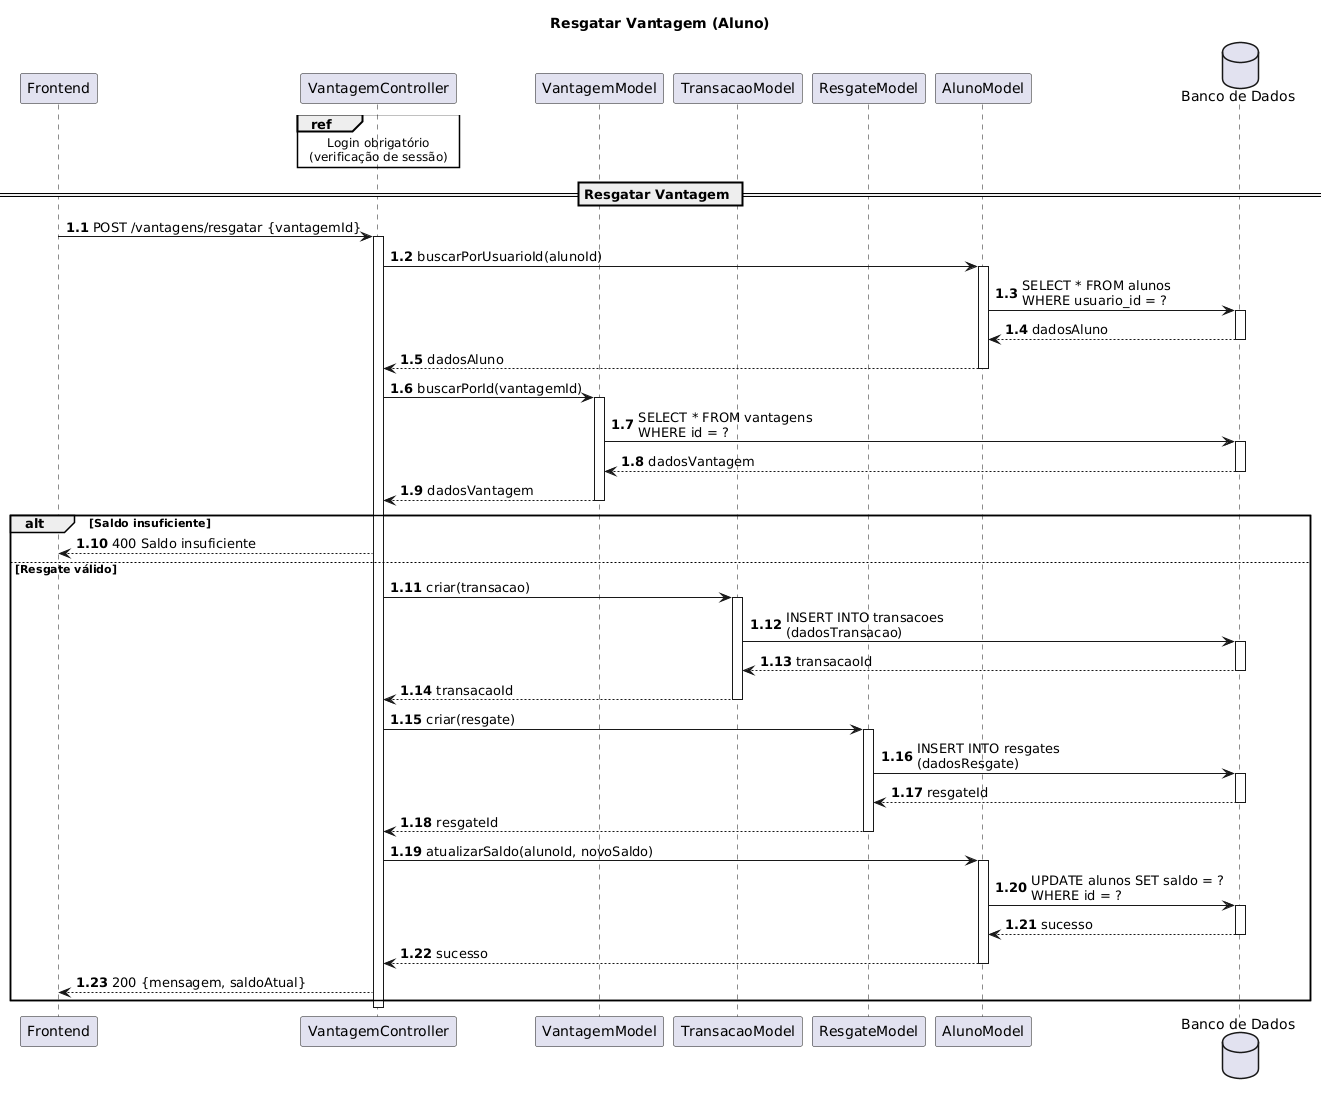 Resgatar Vantagem (Aluno)
Frontend
VantagemController
VantagemModel
TransacaoModel
ResgateModel
AlunoModel
Banco de Dados
ref
Login obrigatório
(verificação de sessão)
Resgatar Vantagem
1.1 POST /vantagens/resgatar {vantagemId}
1.2 buscarPorUsuarioId(alunoId)
1.3 SELECT * FROM alunos
WHERE usuario_id = ?
1.4 dadosAluno
1.5 dadosAluno
1.6 buscarPorId(vantagemId)
1.7 SELECT * FROM vantagens
WHERE id = ?
1.8 dadosVantagem
1.9 dadosVantagem
alt [Saldo insuficiente]
1.10 400 Saldo insuficiente
[Resgate válido]
1.11 criar(transacao)
1.12 INSERT INTO transacoes
(dadosTransacao)
1.13 transacaoId
1.14 transacaoId
1.15 criar(resgate)
1.16 INSERT INTO resgates
(dadosResgate)
1.17 resgateId
1.18 resgateId
1.19 atualizarSaldo(alunoId, novoSaldo)
1.20 UPDATE alunos SET saldo = ?
WHERE id = ?
1.21 sucesso
1.22 sucesso
1.23 200 {mensagem, saldoAtual}
Frontend
VantagemController
VantagemModel
TransacaoModel
ResgateModel
AlunoModel
Banco de Dados